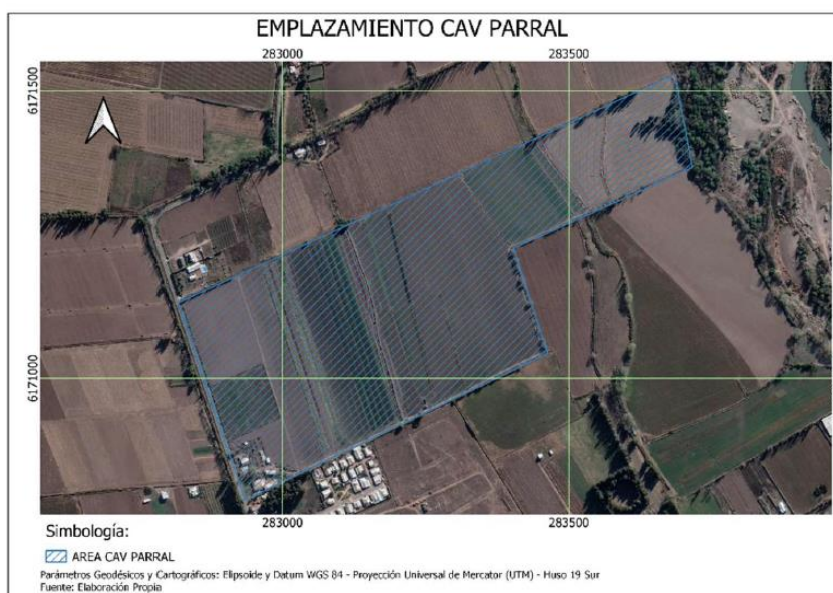 EMPLAZAMIENTO CAV PARRAL
283000 283500
6171500
6171000
283000 283500
Simbología:
AREA CAV PARRAL
Parámetros Geodésicos y Cartográficos: Elipsoide y Datum WGS 84 - Proyección Universal de Mercator (UTM) - Huso 19 Sur
Fuente: Elaboración Propia